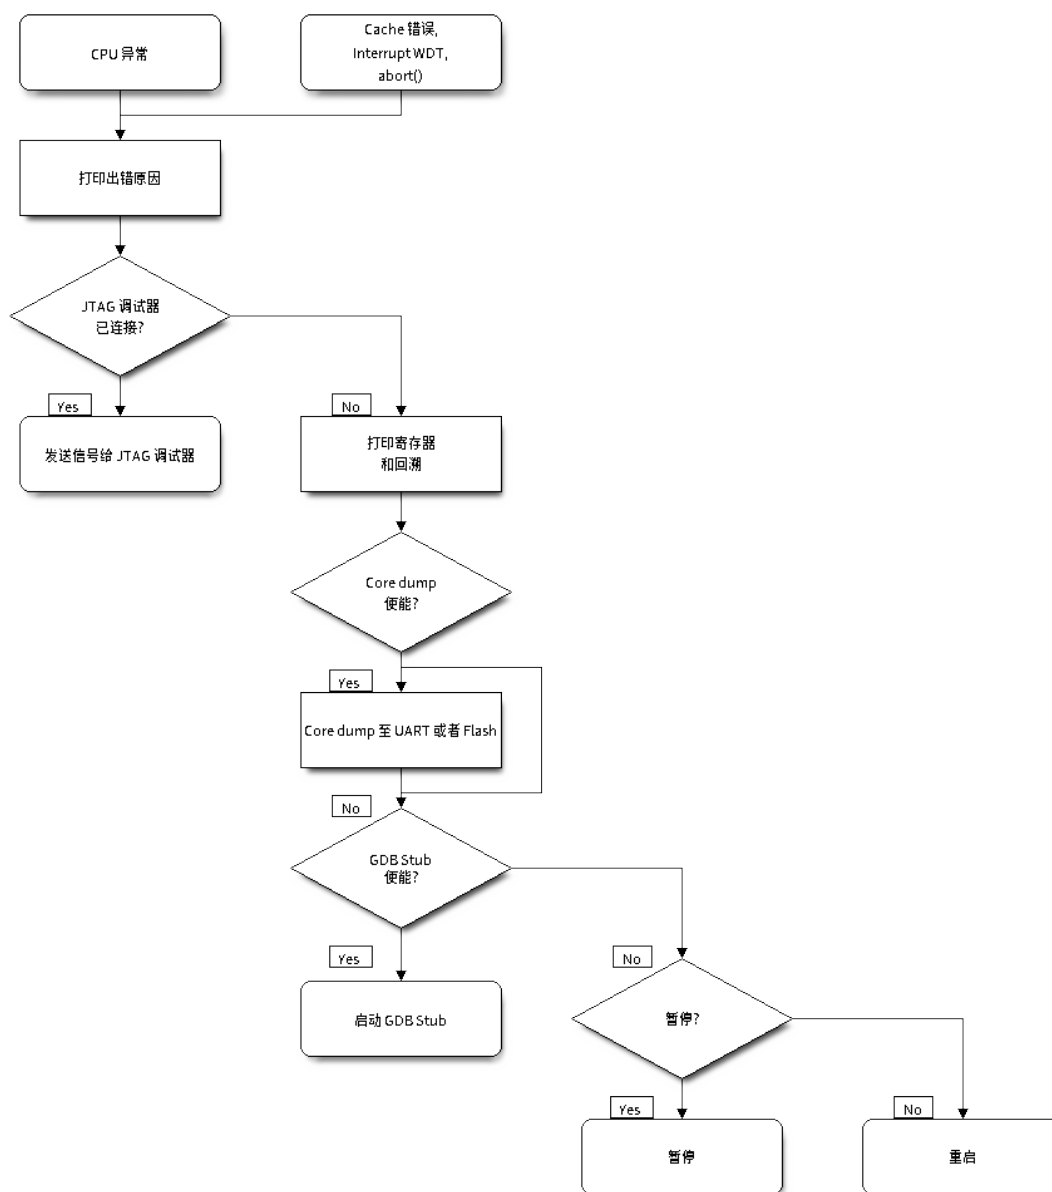 CPU 异常
Cache 错误,
Interrupt WDT,
abort()
打印出错原因
JTAG 调试器
已连接?
Yes
No
发送信号给 JTAG 调试器
打印寄存器
和回溯
Core dump
便能?
Yes
Core dump 至 UART 或者 Flash
No
GDB Stub
便能?
Yes
No
启动 GDB Stub
暂停?
Yes
No
暂停
重启